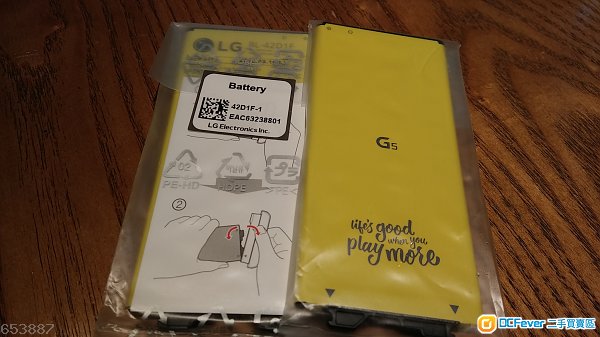 LG BL-42D1F
Battery
42D1F-1
EAC63238801
LG Electronics Inc.
02
PE-HD
HDPE
②
G5
life's good
when you
play more
653887
DCFever 二手買賣區